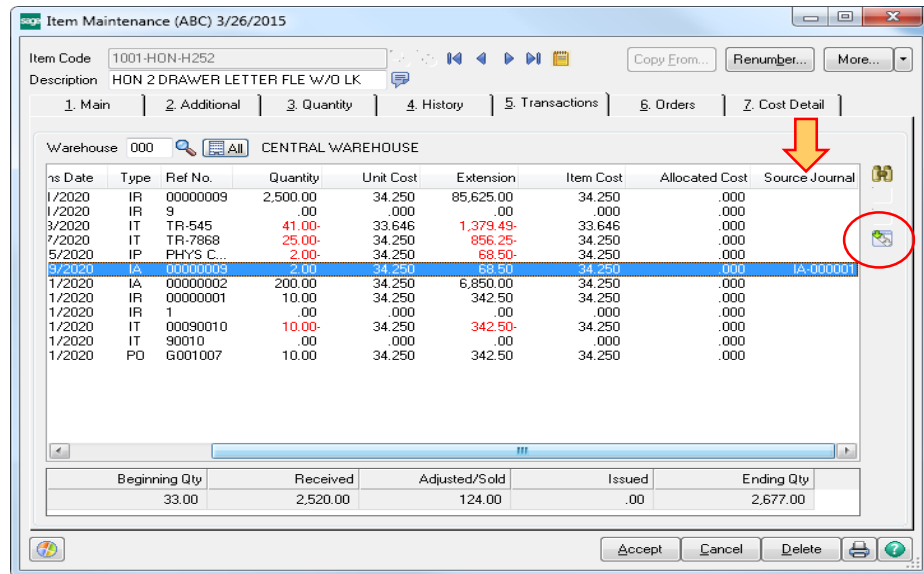 sage Item Maintenance (ABC) 3/26/2015
Item Code 1001-HON-H252 Copy From... Renumber... More...
Description HON 2 DRAWER LETTER FLE W/O LK
1. Main 2. Additional 3. Quantity 4. History 5. Transactions 6. Orders 7. Cost Detail
Warehouse 000 All CENTRAL WAREHOUSE
ns Date Type Ref No. Quantity Unit Cost Extension Item Cost Allocated Cost Source Journal
1/2020 IR 00000009 2,500.00 34.250 85,625.00 34.250 .000
1/2020 IR 9 .00 .000 .00 .000 .000
3/2020 IT TR-545 41.00- 33.646 1,379.49- 33.646 .000
7/2020 IT TR-7868 25.00- 34.250 856.25- 34.250 .000
5/2020 IP PHYS C... 2.00- 34.250 68.50- 34.250 .000
9/2020 IA 00000009 2.00 34.250 68.50 34.250 .000 IA-000001
1/2020 IA 00000002 200.00 34.250 6,850.00 34.250 .000
1/2020 IR 00000001 10.00 34.250 342.50 34.250 .000
1/2020 IR 1 .00 .000 .00 .000 .000
1/2020 IT 00090010 10.00- 34.250 342.50- 34.250 .000
1/2020 IT 90010 .00 .000 .00 .000 .000
1/2020 PO G001007 10.00 34.250 342.50 34.250 .000
Beginning Qty Received Adjusted/Sold Issued Ending Qty
33.00 2,520.00 124.00 .00 2,677.00
Accept Cancel Delete